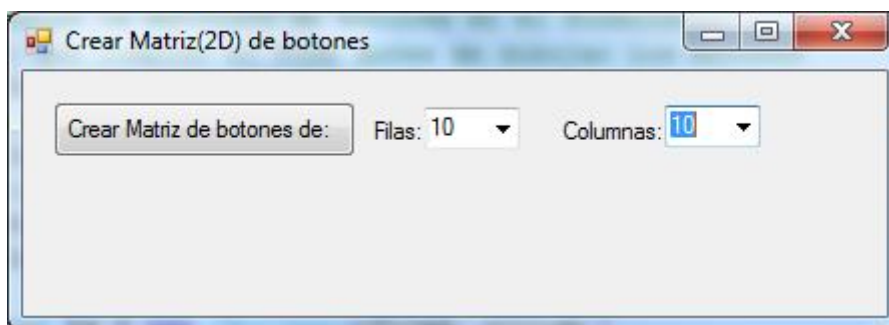 Crear Matriz(2D) de botones
Crear Matriz de botones de: Filas: 10 Columnas: 10